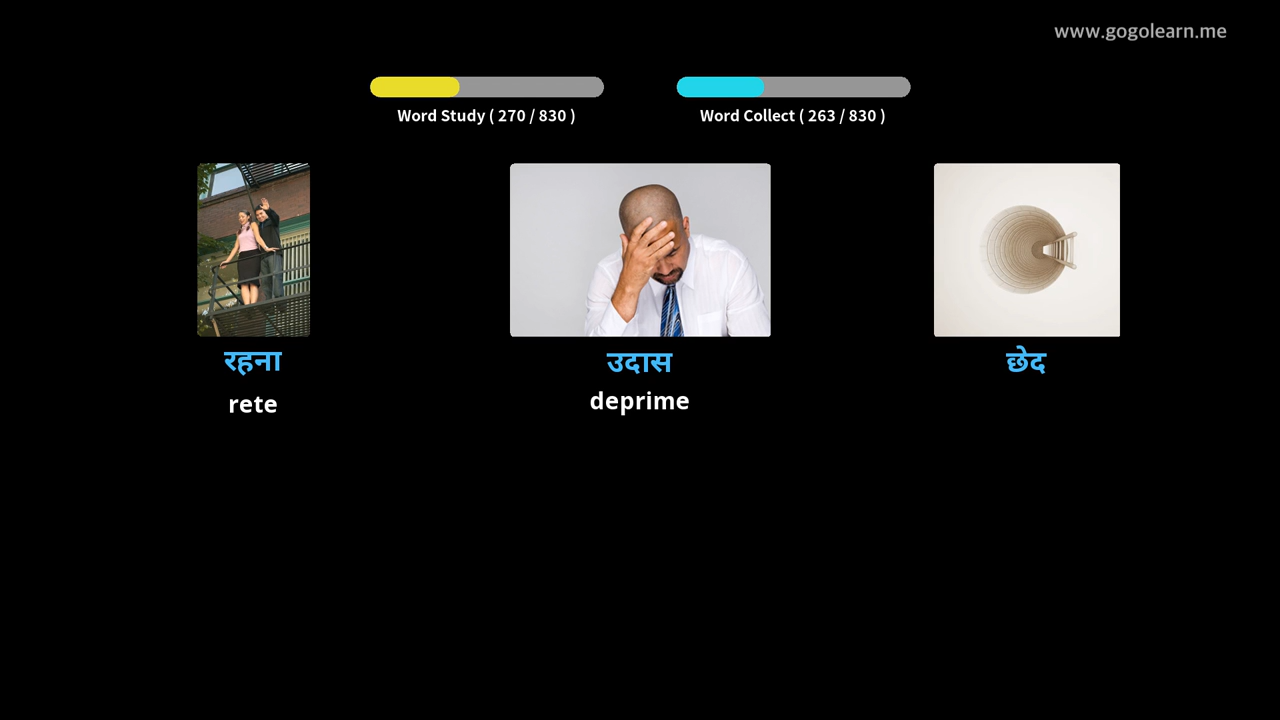 www.gogolearn.me
Word Study ( 270 / 830 )
Word Collect ( 263 / 830 )
रहना
उदास
छेद
rete
deprime